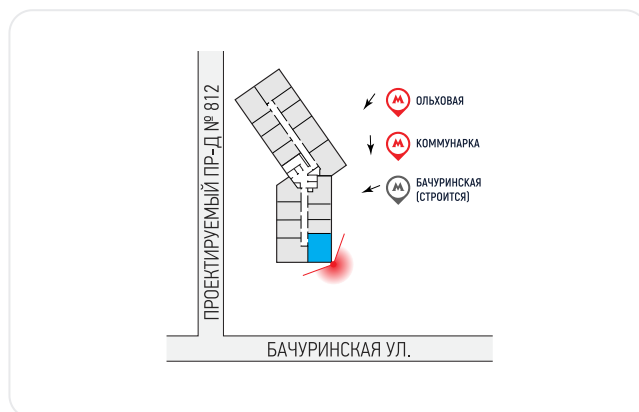 ПРОЕКТИРУЕМЫЙ ПР-Д № 812
М ОЛЬХОВАЯ
М КОММУНАРКА
М БАЧУРИНСКАЯ
(СТРОИТСЯ)
БАЧУРИНСКАЯ УЛ.